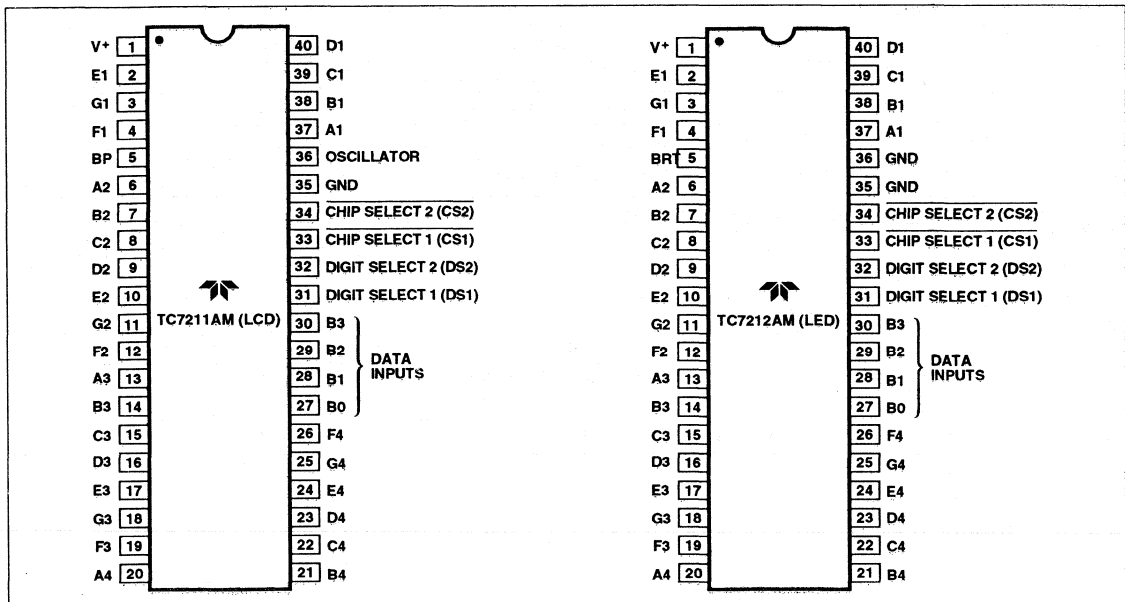 V+ 1 40 D1
E1 2 39 C1
G1 3 38 B1
F1 4 37 A1
BP 5 36 OSCILLATOR
A2 6 35 GND
B2 7 34 CHIP SELECT 2 (CS2)
C2 8 33 CHIP SELECT 1 (CS1)
D2 9 32 DIGIT SELECT 2 (DS2)
E2 10 31 DIGIT SELECT 1 (DS1)
TC7211AM (LCD)
G2 11 30 B3
F2 12 29 B2
A3 13 28 B1
B3 14 27 B0
DATA
INPUTS
C3 15 26 F4
D3 16 25 G4
E3 17 24 E4
G3 18 23 D4
F3 19 22 C4
A4 20 21 B4
V+ 1 40 D1
E1 2 39 C1
G1 3 38 B1
F1 4 37 A1
BRT 5 36 GND
A2 6 35 GND
B2 7 34 CHIP SELECT 2 (CS2)
C2 8 33 CHIP SELECT 1 (CS1)
D2 9 32 DIGIT SELECT 2 (DS2)
E2 10 31 DIGIT SELECT 1 (DS1)
TC7212AM (LED)
G2 11 30 B3
F2 12 29 B2
A3 13 28 B1
B3 14 27 B0
DATA
INPUTS
C3 15 26 F4
D3 16 25 G4
E3 17 24 E4
G3 18 23 D4
F3 19 22 C4
A4 20 21 B4